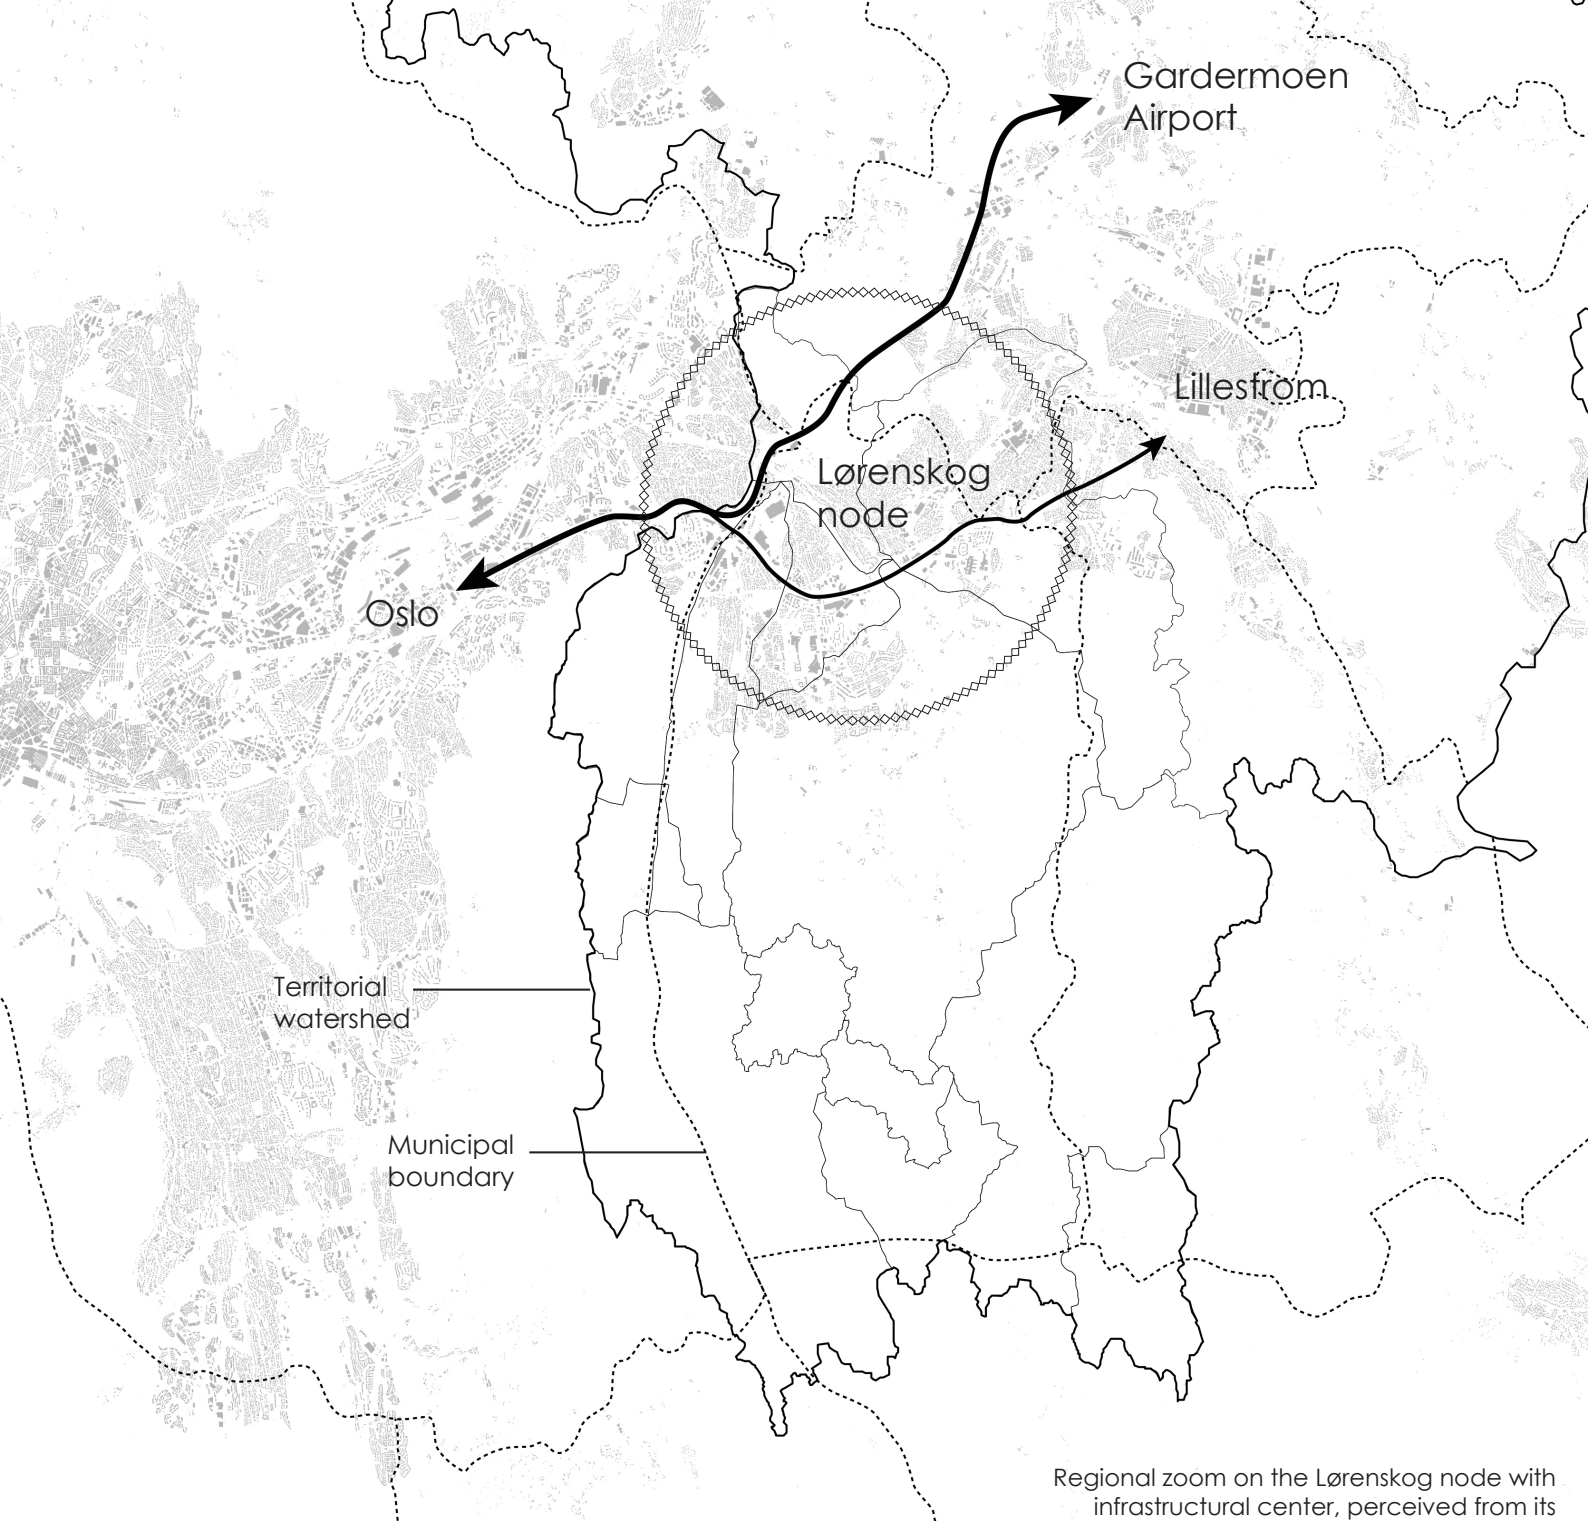 Gardermoen
Airport
Lillesfrøm
Lørenskog
node
Oslo
Territorial
watershed
Municipal
boundary
Regional zoom on the Lørenskog node with
infrastructural center, perceived from its